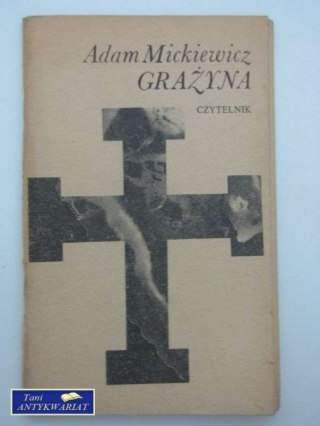 Adam Mickiewicz
GRAŻYNA
CZYTELNIK
Tani
ANTYKWARIAT